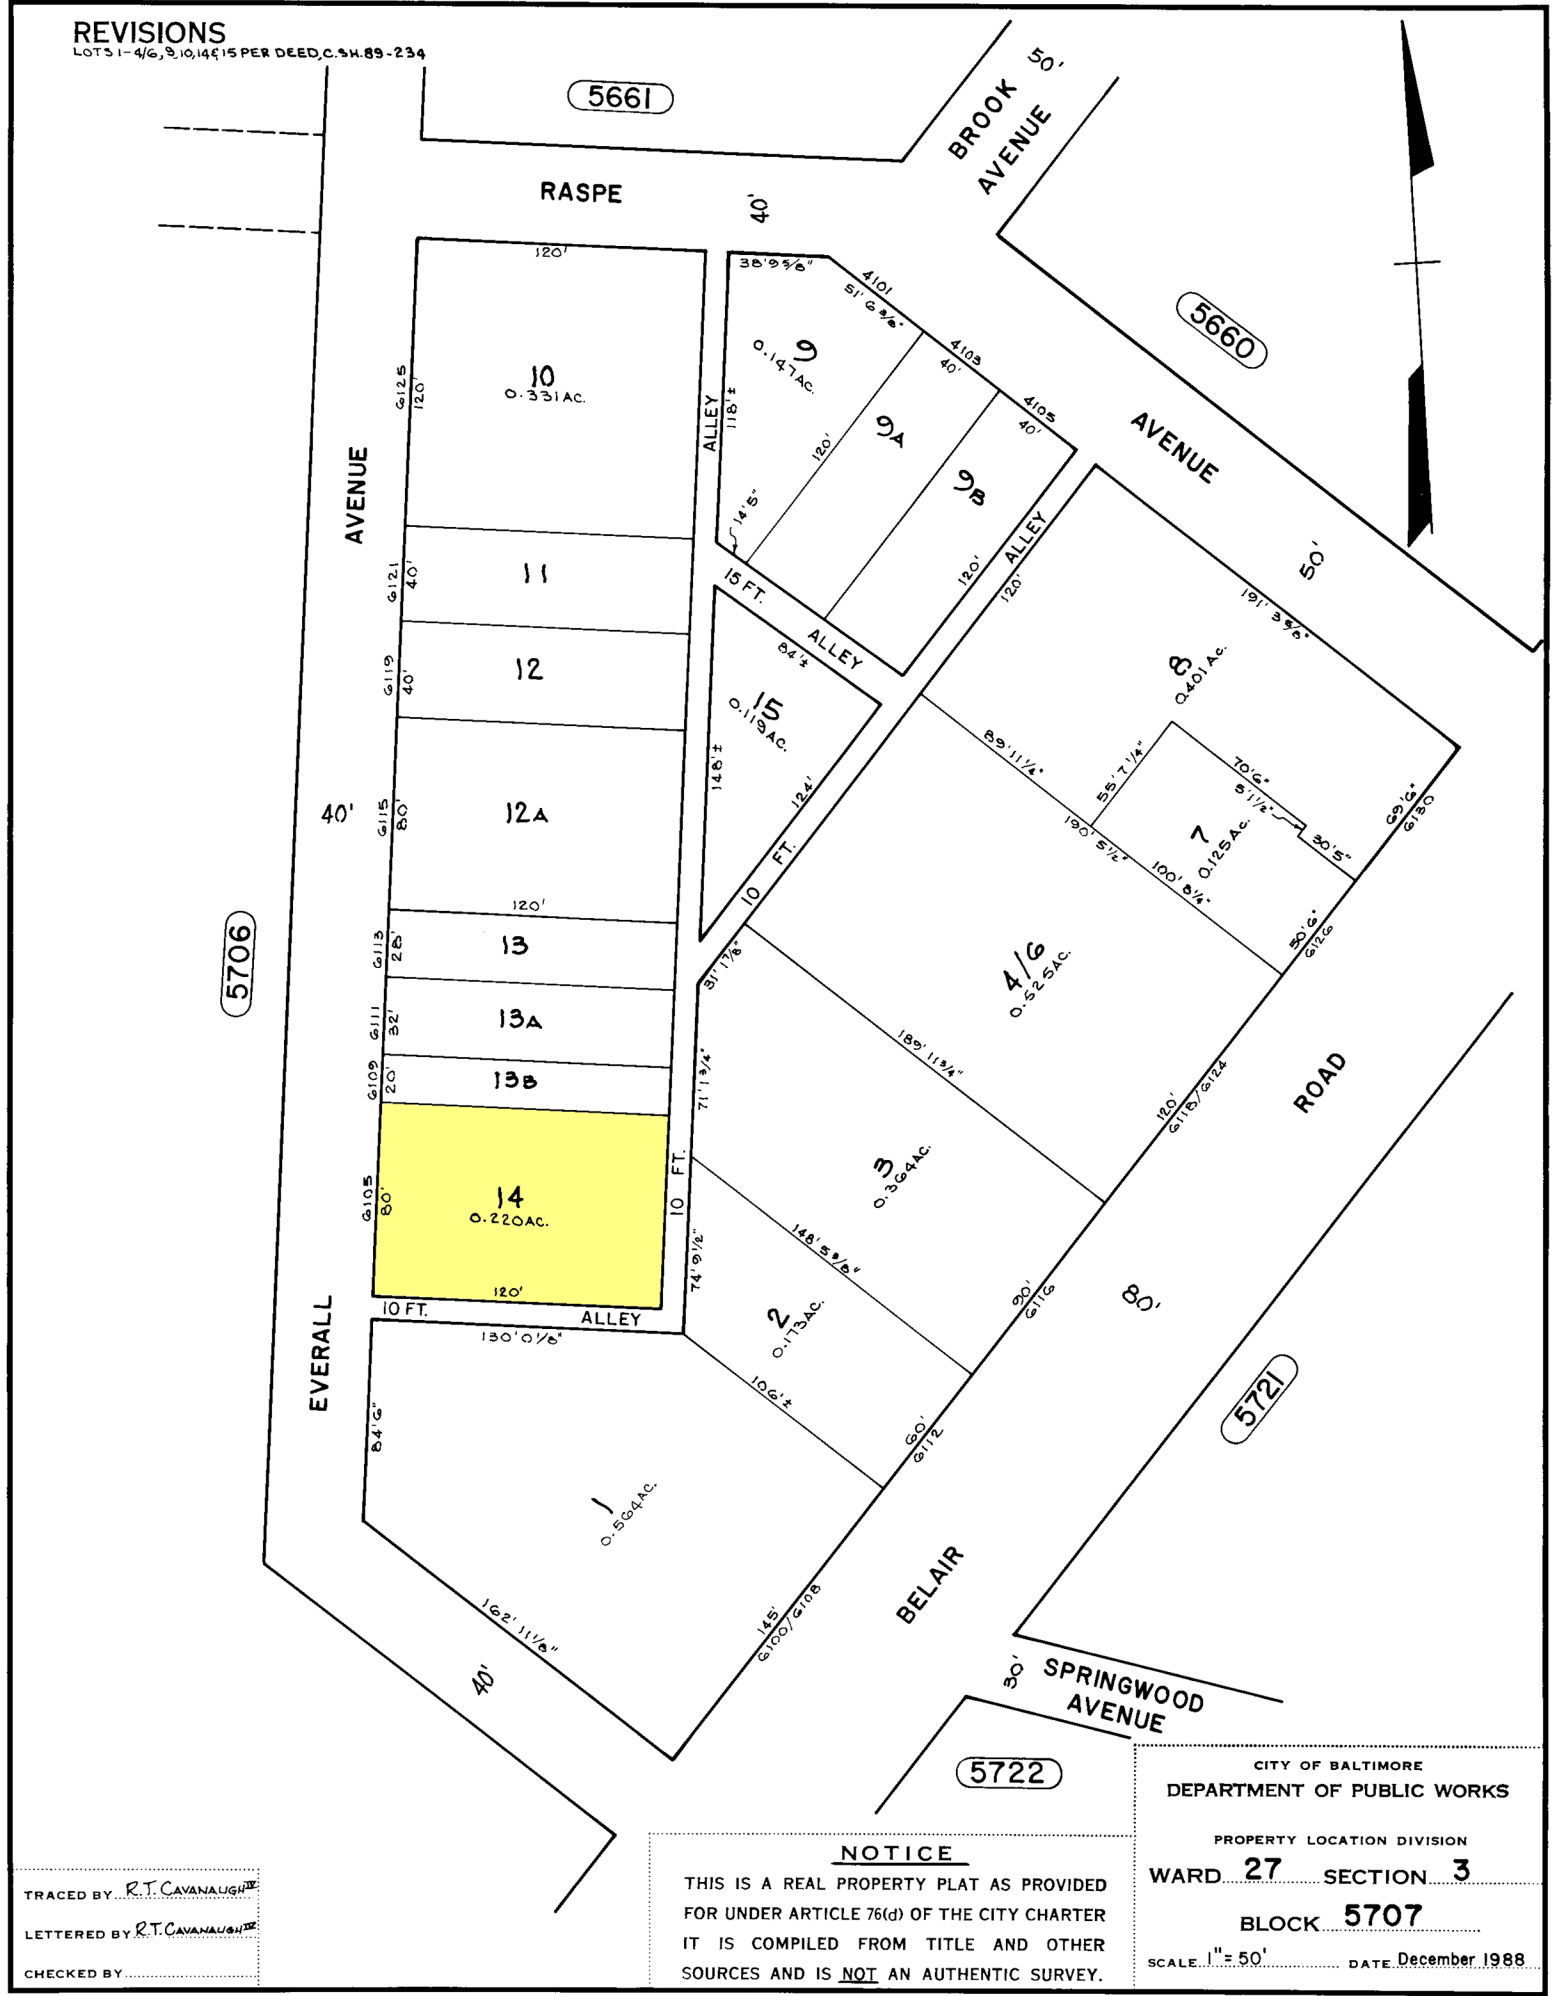 REVISIONS
LOTS 1-4/6, 9, 10, 14 & 15 PER DEED, C.SH. 89-234
5661
BROOK AVENUE
50'
RASPE
40'
120'
38' 9 5/8"
4101
51' 6 3/8"
4103
40'
4105
40'
5660
AVENUE
50'
10
0.331 AC.
6125
120'
ALLEY
118'±
9
0.147 AC.
120'
9A
9B
14' 5"
120'
ALLEY
120'
191' 3 5/8"
AVENUE
11
6121
40'
15 FT.
ALLEY
84'±
12
6119
40'
15
0.119 AC.
148'±
124'
8
0.401 AC.
89' 11 1/4"
55' 7 1/4"
70' 6"
5' 1 1/2"
30' 5"
69' 6"
6130
12A
6115
80'
40'
120'
7
0.125 AC.
190' 5 1/2"
100' 8 1/4"
50' 6"
6126
10 FT.
5706
13
6113
28'
31' 1 7/8"
4/6
0.525 AC.
13A
6111
32'
189' 11 3/4"
120'
6118/6124
ROAD
13B
6109
20'
71' 1 3/4"
3
0.364 AC.
14
0.220 AC.
6105
80'
120'
10 FT.
74' 9 1/2"
148' 5 3/8"
90'
6116
80'
10 FT.
ALLEY
130' 0 1/8"
2
0.173 AC.
106'±
60'
6112
EVERALL
84' 6"
5721
1
0.564 AC.
162' 11 1/8"
145'
6100/6108
BELAIR
40'
30'
SPRINGWOOD
AVENUE
5722
CITY OF BALTIMORE
DEPARTMENT OF PUBLIC WORKS
PROPERTY LOCATION DIVISION
WARD 27 SECTION 3
BLOCK 5707
SCALE 1" = 50' DATE December 1988
NOTICE
THIS IS A REAL PROPERTY PLAT AS PROVIDED
FOR UNDER ARTICLE 76(d) OF THE CITY CHARTER
IT IS COMPILED FROM TITLE AND OTHER
SOURCES AND IS NOT AN AUTHENTIC SURVEY.
TRACED BY R.T. CAVANAUGH IV
LETTERED BY R.T. CAVANAUGH IV
CHECKED BY